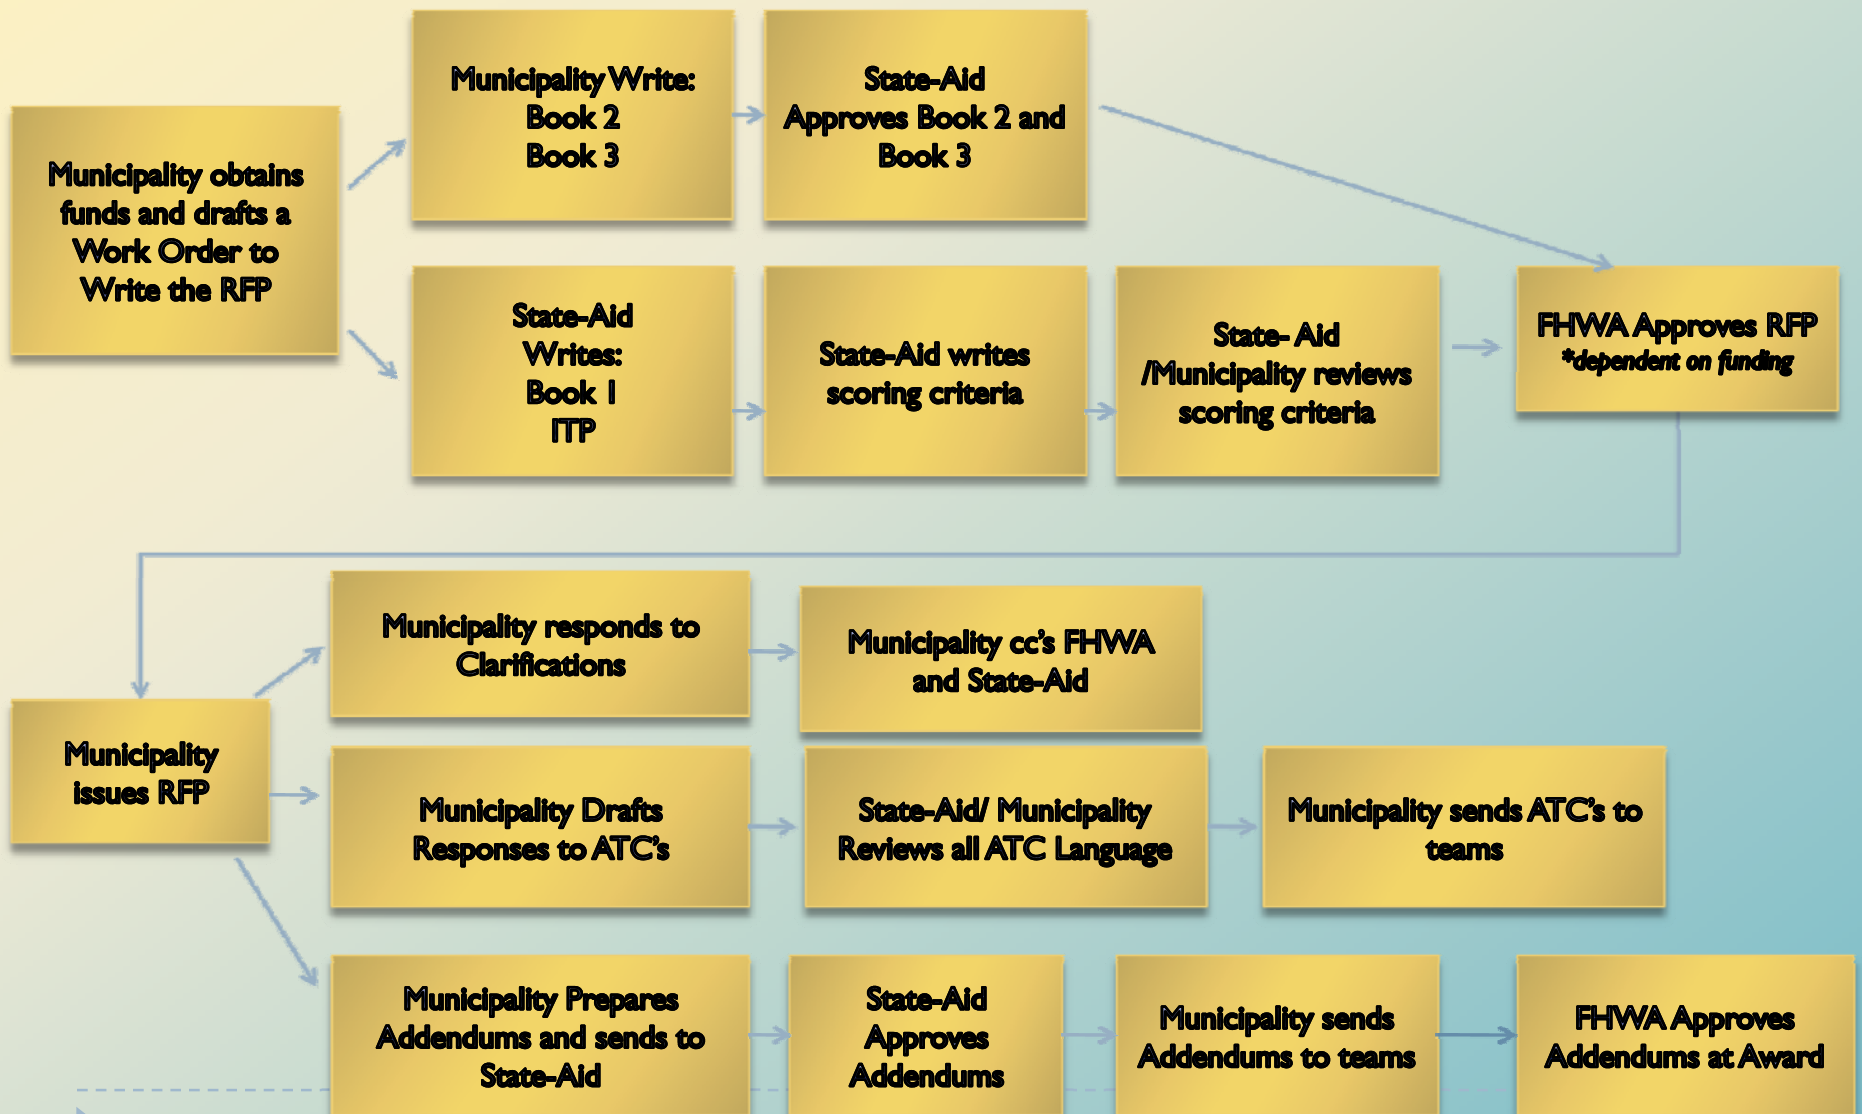 Municipality obtains
funds and drafts a
Work Order to
Write the RFP
Municipality Write:
Book 2
Book 3
State-Aid
Approves Book 2 and
Book 3
State-Aid
Writes:
Book 1
ITP
State-Aid writes
scoring criteria
State- Aid
/Municipality reviews
scoring criteria
FHWA Approves RFP
*dependent on funding
Municipality
issues RFP
Municipality responds to
Clarifications
Municipality cc's FHWA
and State-Aid
Municipality Drafts
Responses to ATC's
State-Aid/ Municipality
Reviews all ATC Language
Municipality sends ATC's to
teams
Municipality Prepares
Addendums and sends to
State-Aid
State-Aid
Approves
Addendums
Municipality sends
Addendums to teams
FHWA Approves
Addendums at Award